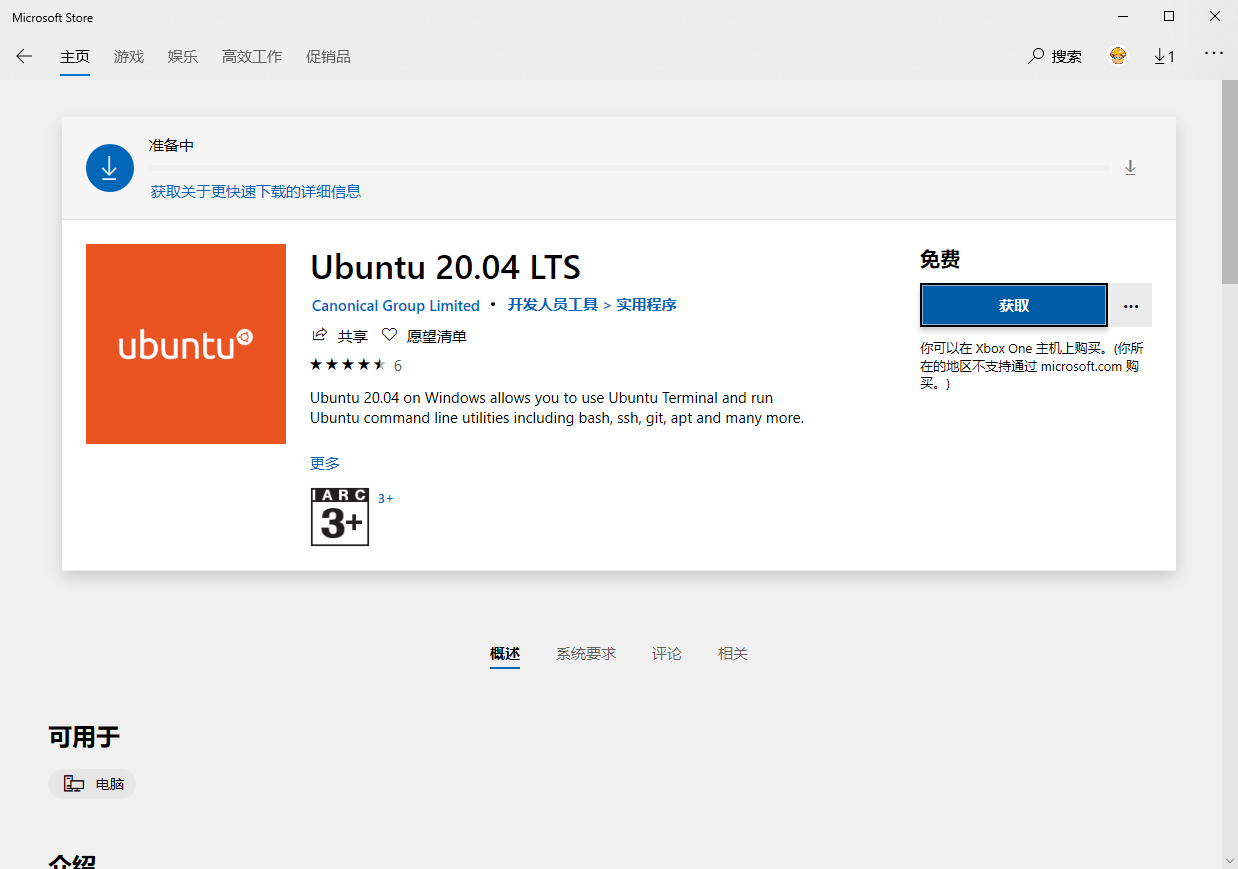 Microsoft Store
主页 游戏 娱乐 高效工作 促销品 搜索 1
准备中
获取关于更快速下载的详细信息
ubuntu
Ubuntu 20.04 LTS
Canonical Group Limited • 开发人员工具 > 实用程序
共享 愿望清单
6
Ubuntu 20.04 on Windows allows you to use Ubuntu Terminal and run
Ubuntu command line utilities including bash, ssh, git, apt and many more.
更多
IARC
3+
3+
免费
获取
你可以在 Xbox One 主机上购买。(你所
在的地区不支持通过 microsoft.com 购
买。)
概述 系统要求 评论 相关
可用于
电脑
介绍